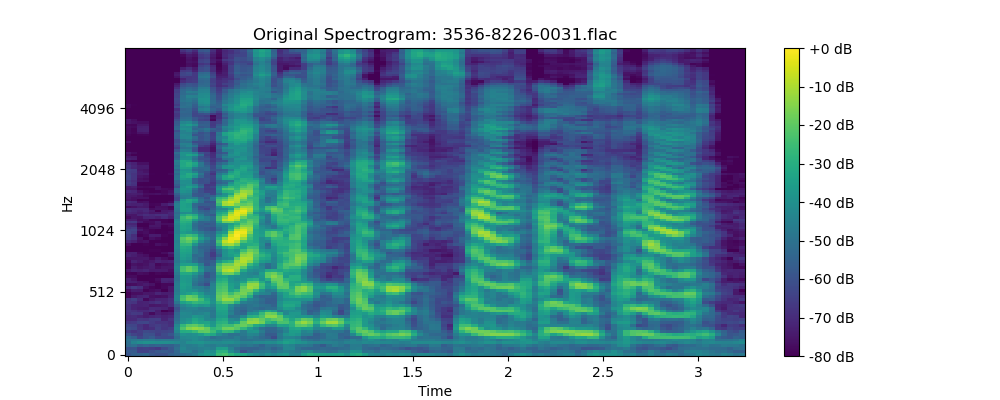 Original Spectrogram: 3536-8226-0031.flac
Hz
4096
2048
1024
512
0
0
0.5
1
1.5
2
2.5
3
Time
+0 dB
-10 dB
-20 dB
-30 dB
-40 dB
-50 dB
-60 dB
-70 dB
-80 dB